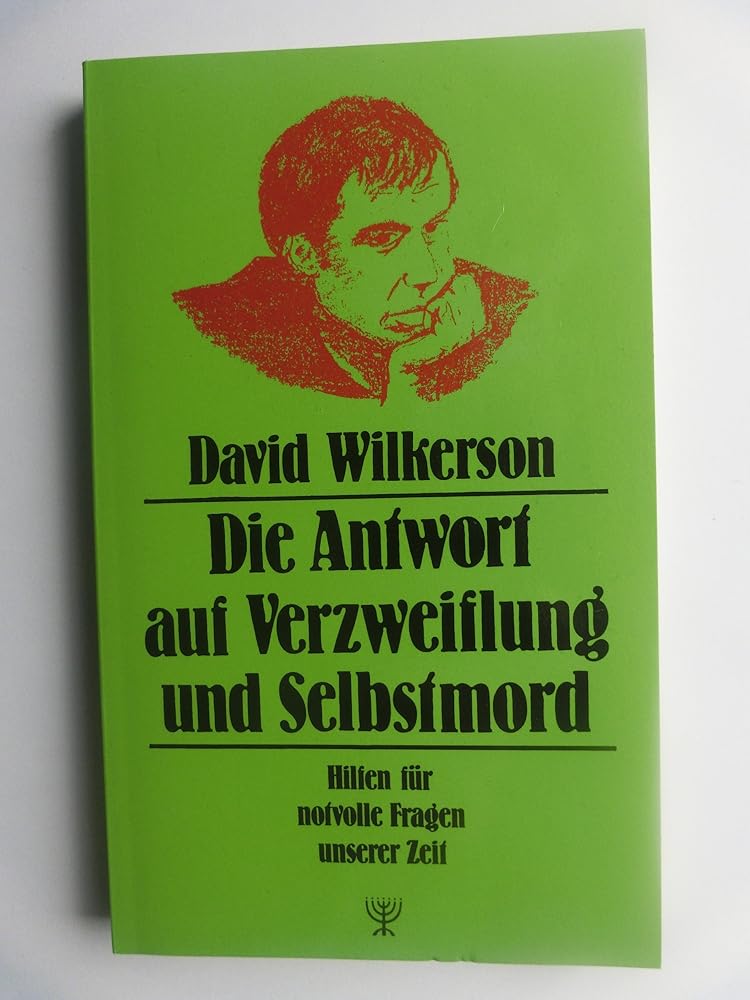 David Wilkerson
Die Antwort
auf Verzweiflung
und Selbstmord
Hilfen für
notvolle Fragen
unserer Zeit